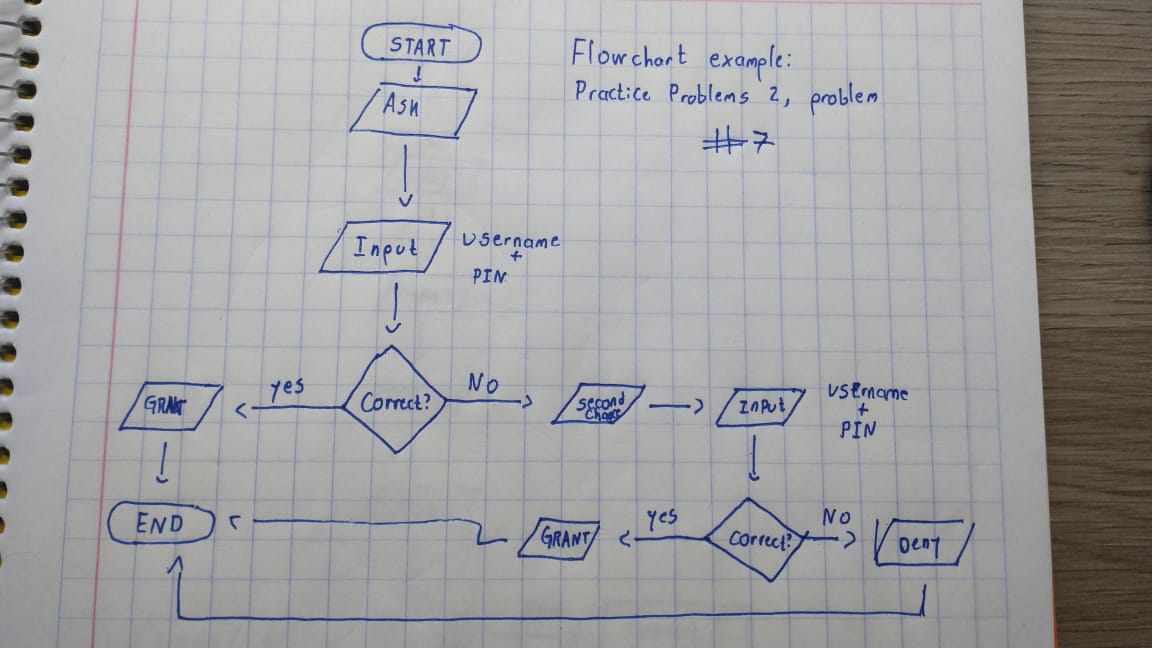 START
Flowchart example:
Practice Problems 2, problem
#7
Ask
Input
Username
+
PIN
Correct?
yes
NO
GRANT
second
Input
Username
+
PIN
END
GRANT
yes
Correct?
NO
Deny